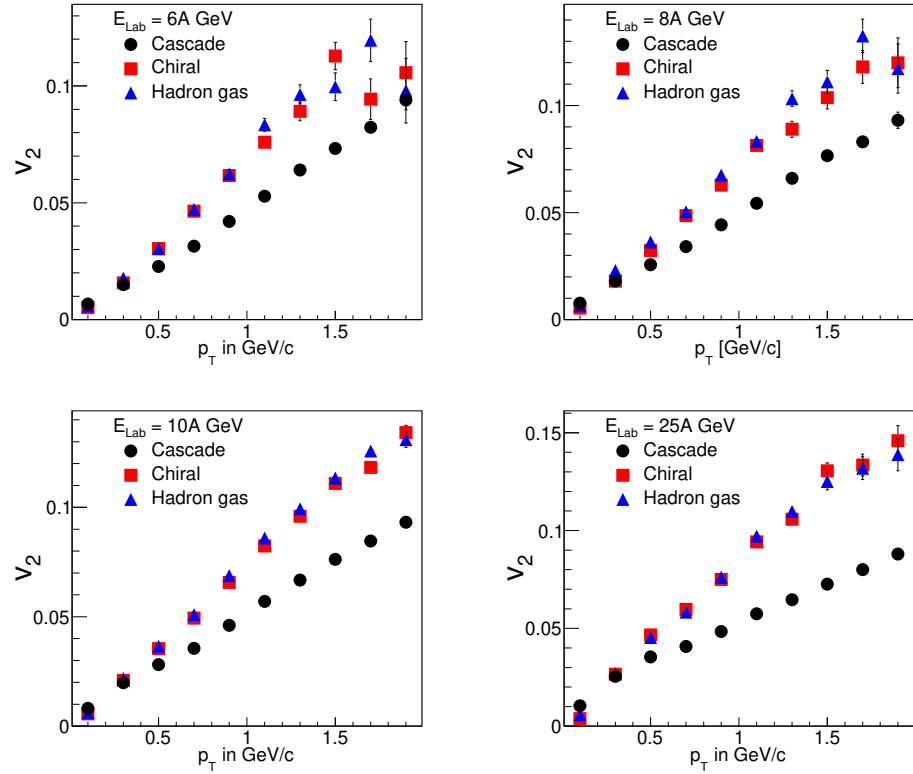 E_Lab = 6A GeV
Cascade
Chiral
Hadron gas
0.1
0.05
0
v_2
0.5 1 1.5
p_T in GeV/c
E_Lab = 8A GeV
Cascade
Chiral
Hadron gas
0.1
0.05
0
v_2
0.5 1 1.5
p_T [GeV/c]
E_Lab = 10A GeV
Cascade
Chiral
Hadron gas
0.1
0.05
0
v_2
0.5 1 1.5
p_T in GeV/c
E_Lab = 25A GeV
Cascade
Chiral
Hadron gas
0.15
0.1
0.05
0
v_2
0.5 1 1.5
p_T in GeV/c